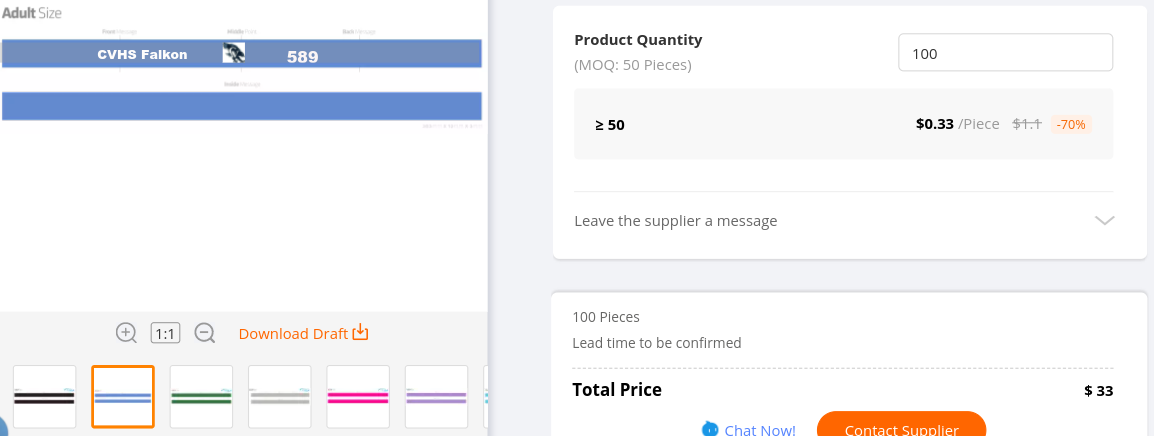 Adult Size
Front Message
Back Message
CVHS Falkon
589
Inside Message
1:1
Download Draft
Product Quantity
(MOQ: 50 Pieces)
100
≥ 50
$0.33 /Piece $1.1 -70%
Leave the supplier a message
100 Pieces
Lead time to be confirmed
Total Price
$ 33
Chat Now!
Contact Supplier